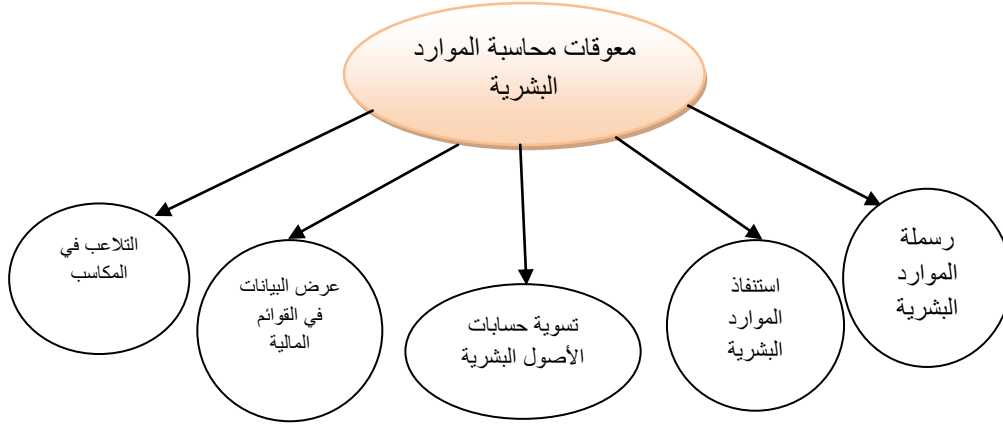 معوقات محاسبة الموارد
البشرية
رسملة
الموارد
البشرية
استنفاذ
الموارد
البشرية
تسوية حسابات
الأصول البشرية
عرض البيانات
في القوائم
المالية
التلاعب في
المكاسب